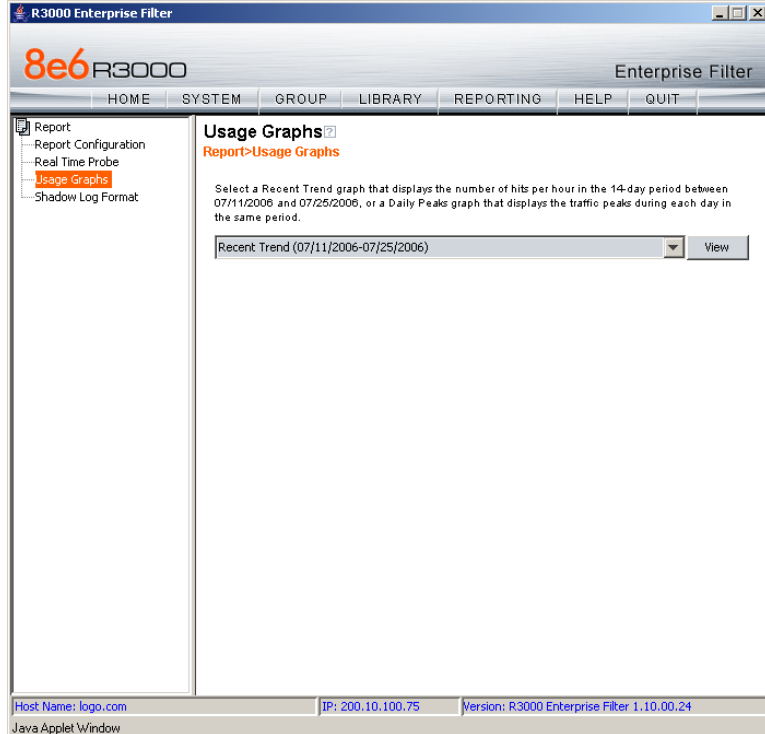 R3000 Enterprise Filter
8e6 R3000
Enterprise Filter
HOME SYSTEM GROUP LIBRARY REPORTING HELP QUIT
Report
Report Configuration
Real Time Probe
Usage Graphs
Shadow Log Format
Usage Graphs?
Report>Usage Graphs
Select a Recent Trend graph that displays the number of hits per hour in the 14-day period between
07/11/2006 and 07/25/2006, or a Daily Peaks graph that displays the traffic peaks during each day in
the same period.
Recent Trend (07/11/2006-07/25/2006)
View
Host Name: logo.com
IP: 200.10.100.75
Version: R3000 Enterprise Filter 1.10.00.24
Java Applet Window